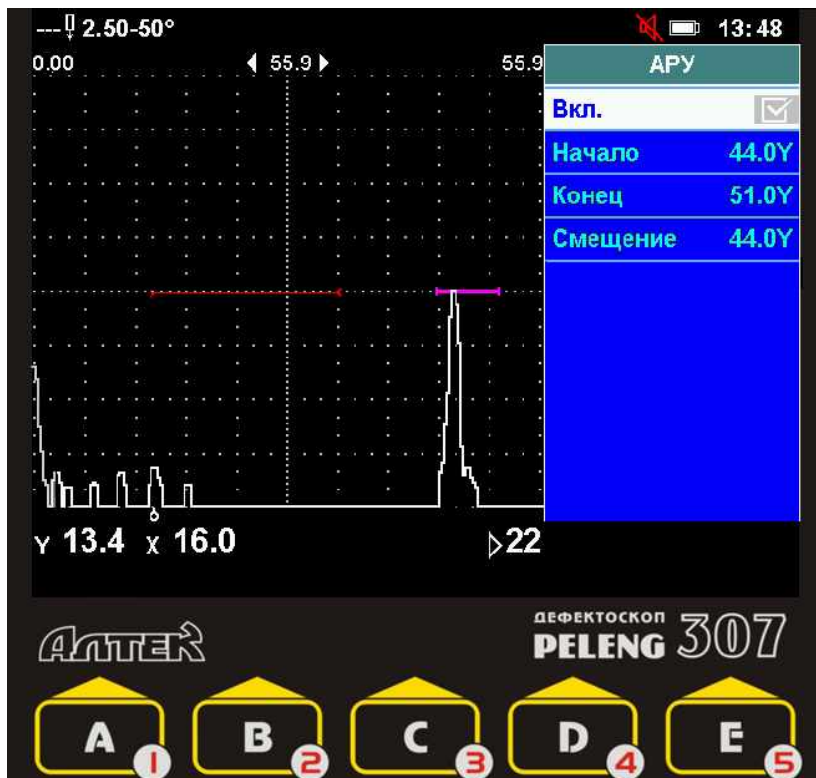 --- 2.50-50° 13:48
0.00 55.9 55.9
АРУ
Вкл.
Начало 44.0Y
Конец 51.0Y
Смещение 44.0Y
Y 13.4 X 16.0 22
АЛТЕК
ДЕФЕКТОСКОП
PELENG 307
A 1 B 2 C 3 D 4 E 5